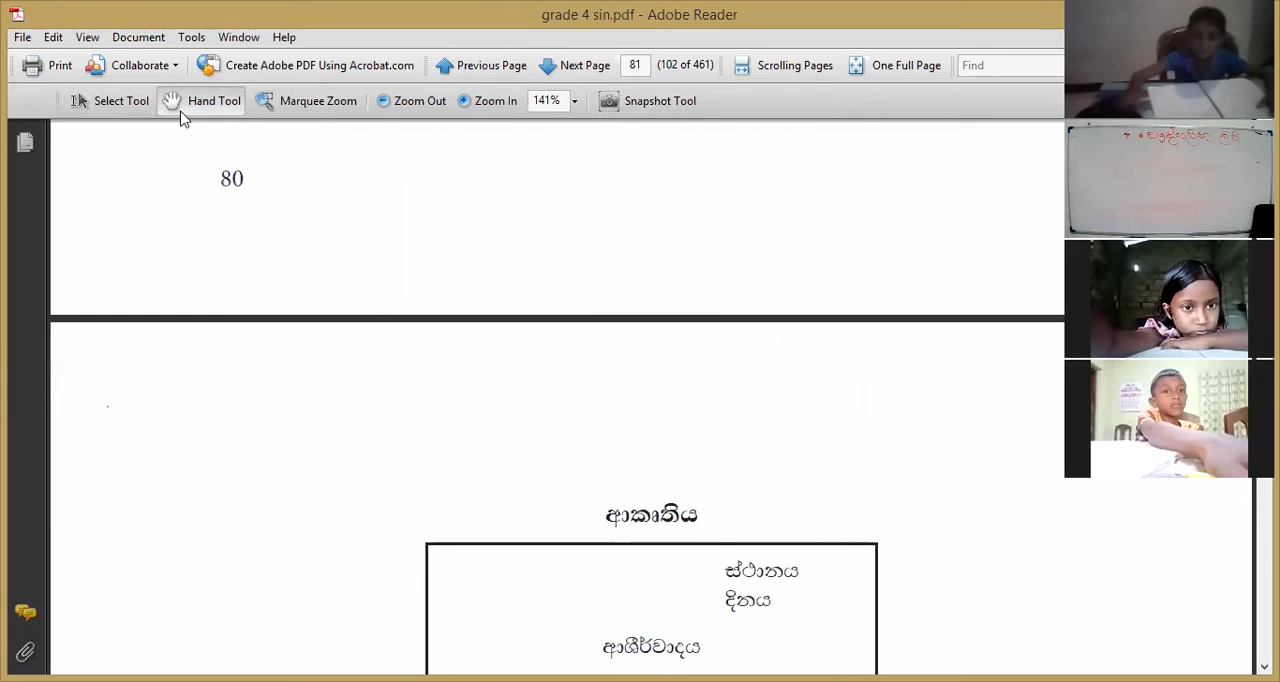 grade 4 sin.pdf - Adobe Reader
File Edit View Document Tools Window Help
Print Collaborate Create Adobe PDF Using Acrobat.com Previous Page Next Page 81 (102 of 461) Scrolling Pages One Full Page Find
Select Tool Hand Tool Marquee Zoom Zoom Out Zoom In 141% Snapshot Tool
80
ආකෘතිය
ස්ථානය
දිනය
ආශීර්වාදය